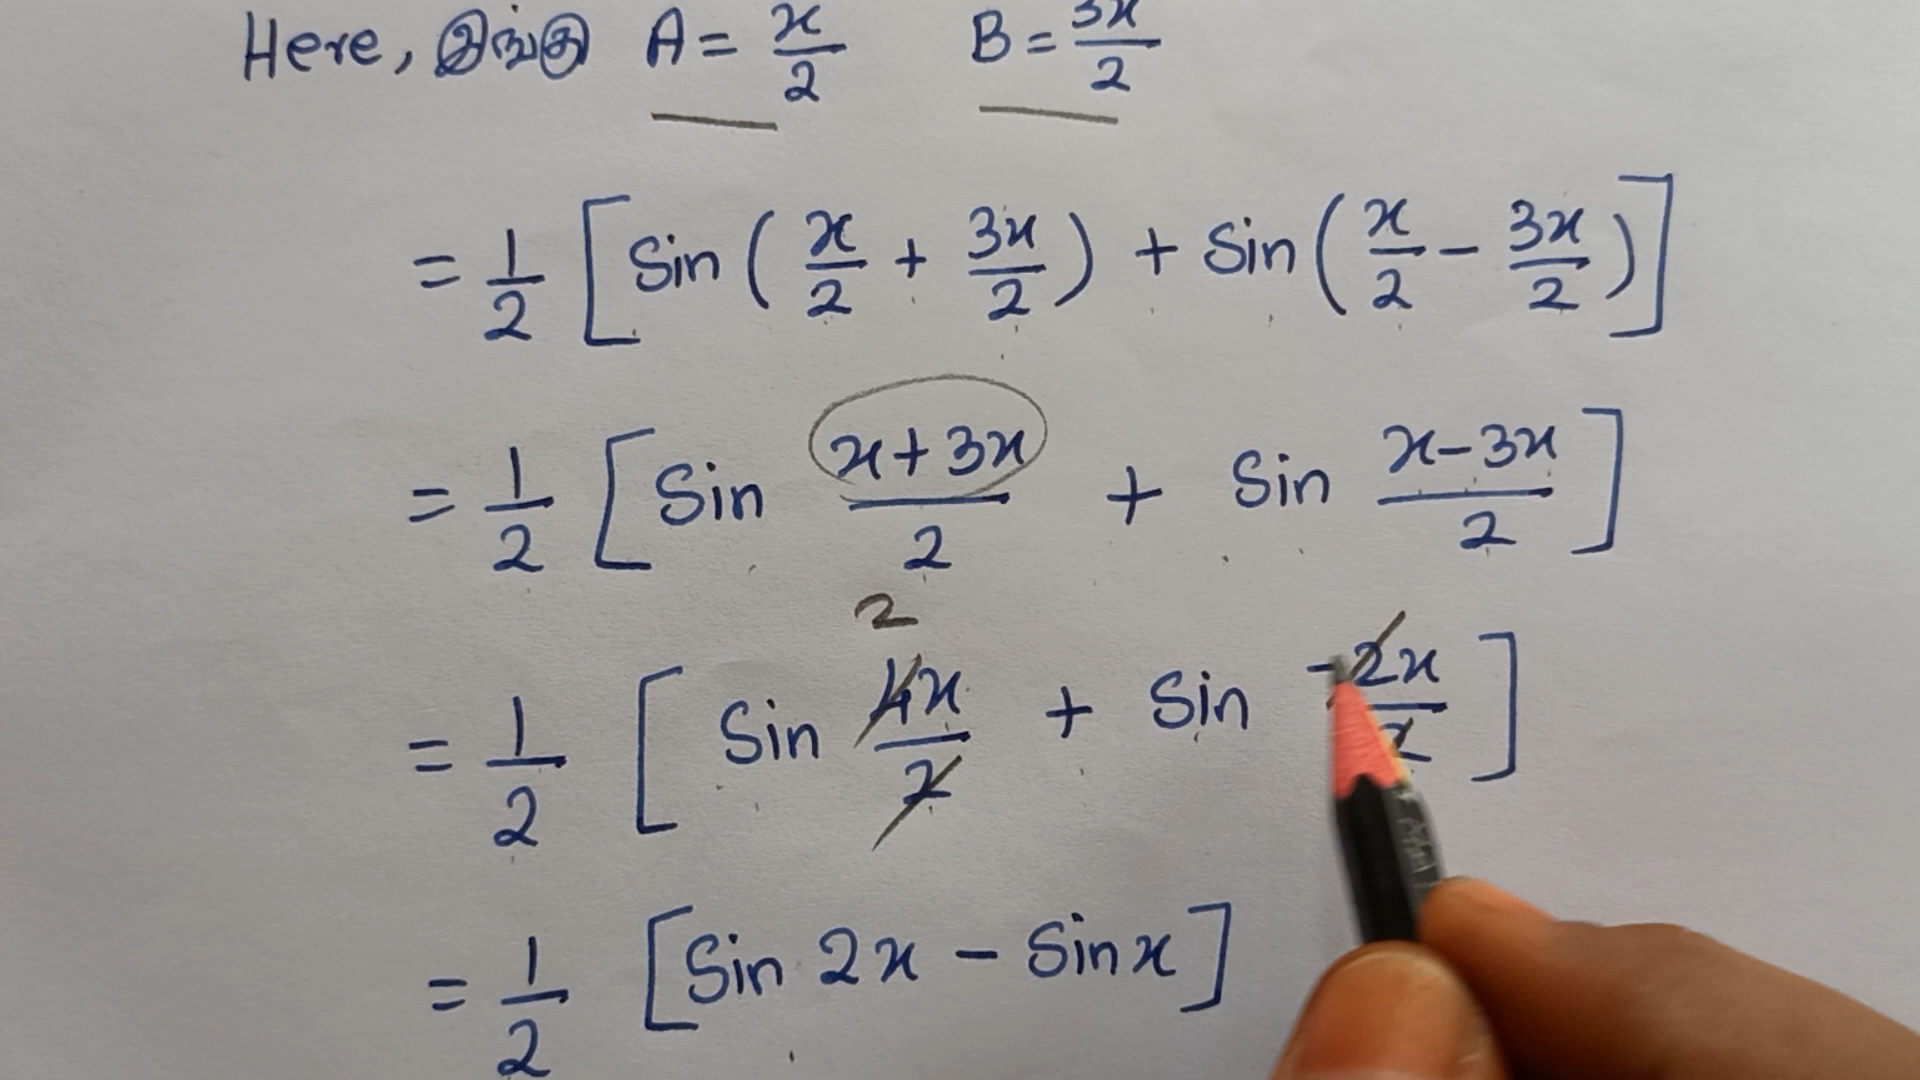 Here, இங்கு A = x/2 B = 3x/2
= 1/2 [ Sin ( x/2 + 3x/2 ) + Sin ( x/2 - 3x/2 ) ]
= 1/2 [ Sin (x+3x)/2 + Sin (x-3x)/2 ]
2
= 1/2 [ Sin 4x/2 + Sin -2x/2 ]
= 1/2 [ Sin 2x - Sin x ]